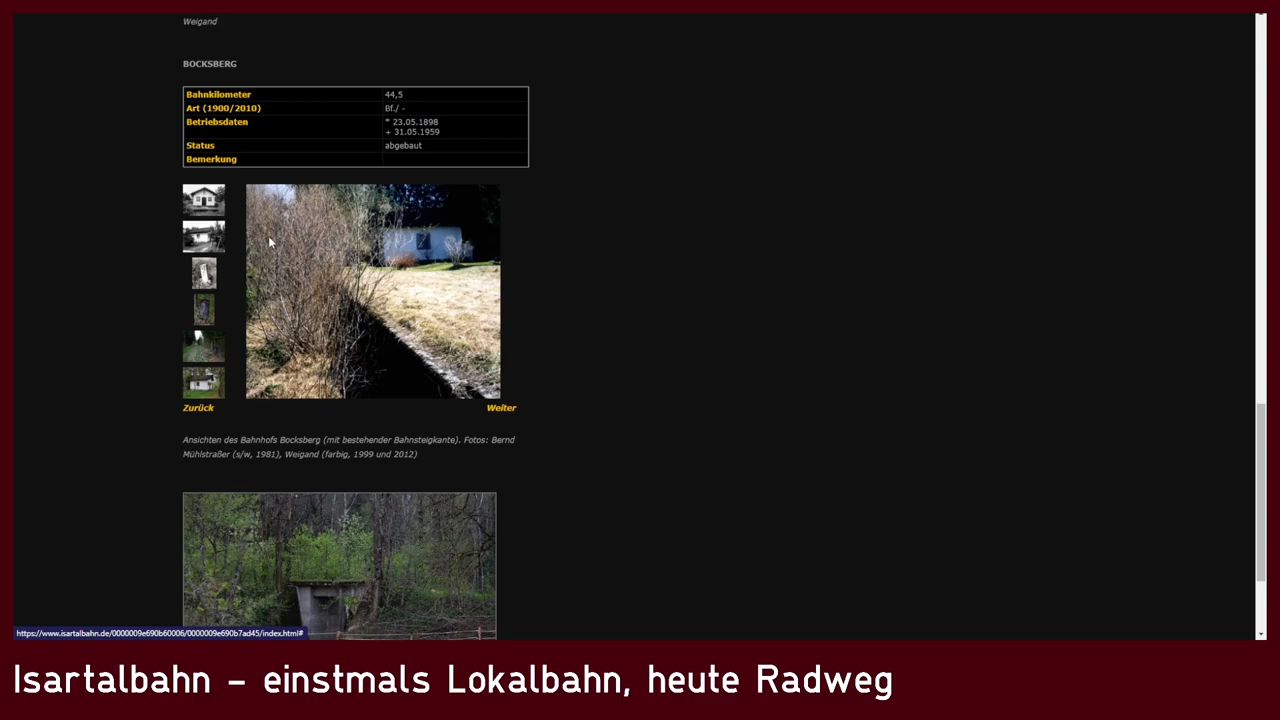 Weigand
BOCKSBERG
Bahnkilometer 44,5
Art (1900/2010) Bf./ -
Betriebsdaten * 23.05.1898
+ 31.05.1959
Status abgebaut
Bemerkung
Zurück Weiter
Ansichten des Bahnhofs Bocksberg (mit bestehender Bahnsteigkante). Fotos: Bernd
Mühlstraßer (s/w, 1981), Weigand (farbig, 1999 und 2012)
https://www.isartalbahn.de/0000009e690b60006/0000009e690b7ad45/index.html#
Isartalbahn – einstmals Lokalbahn, heute Radweg